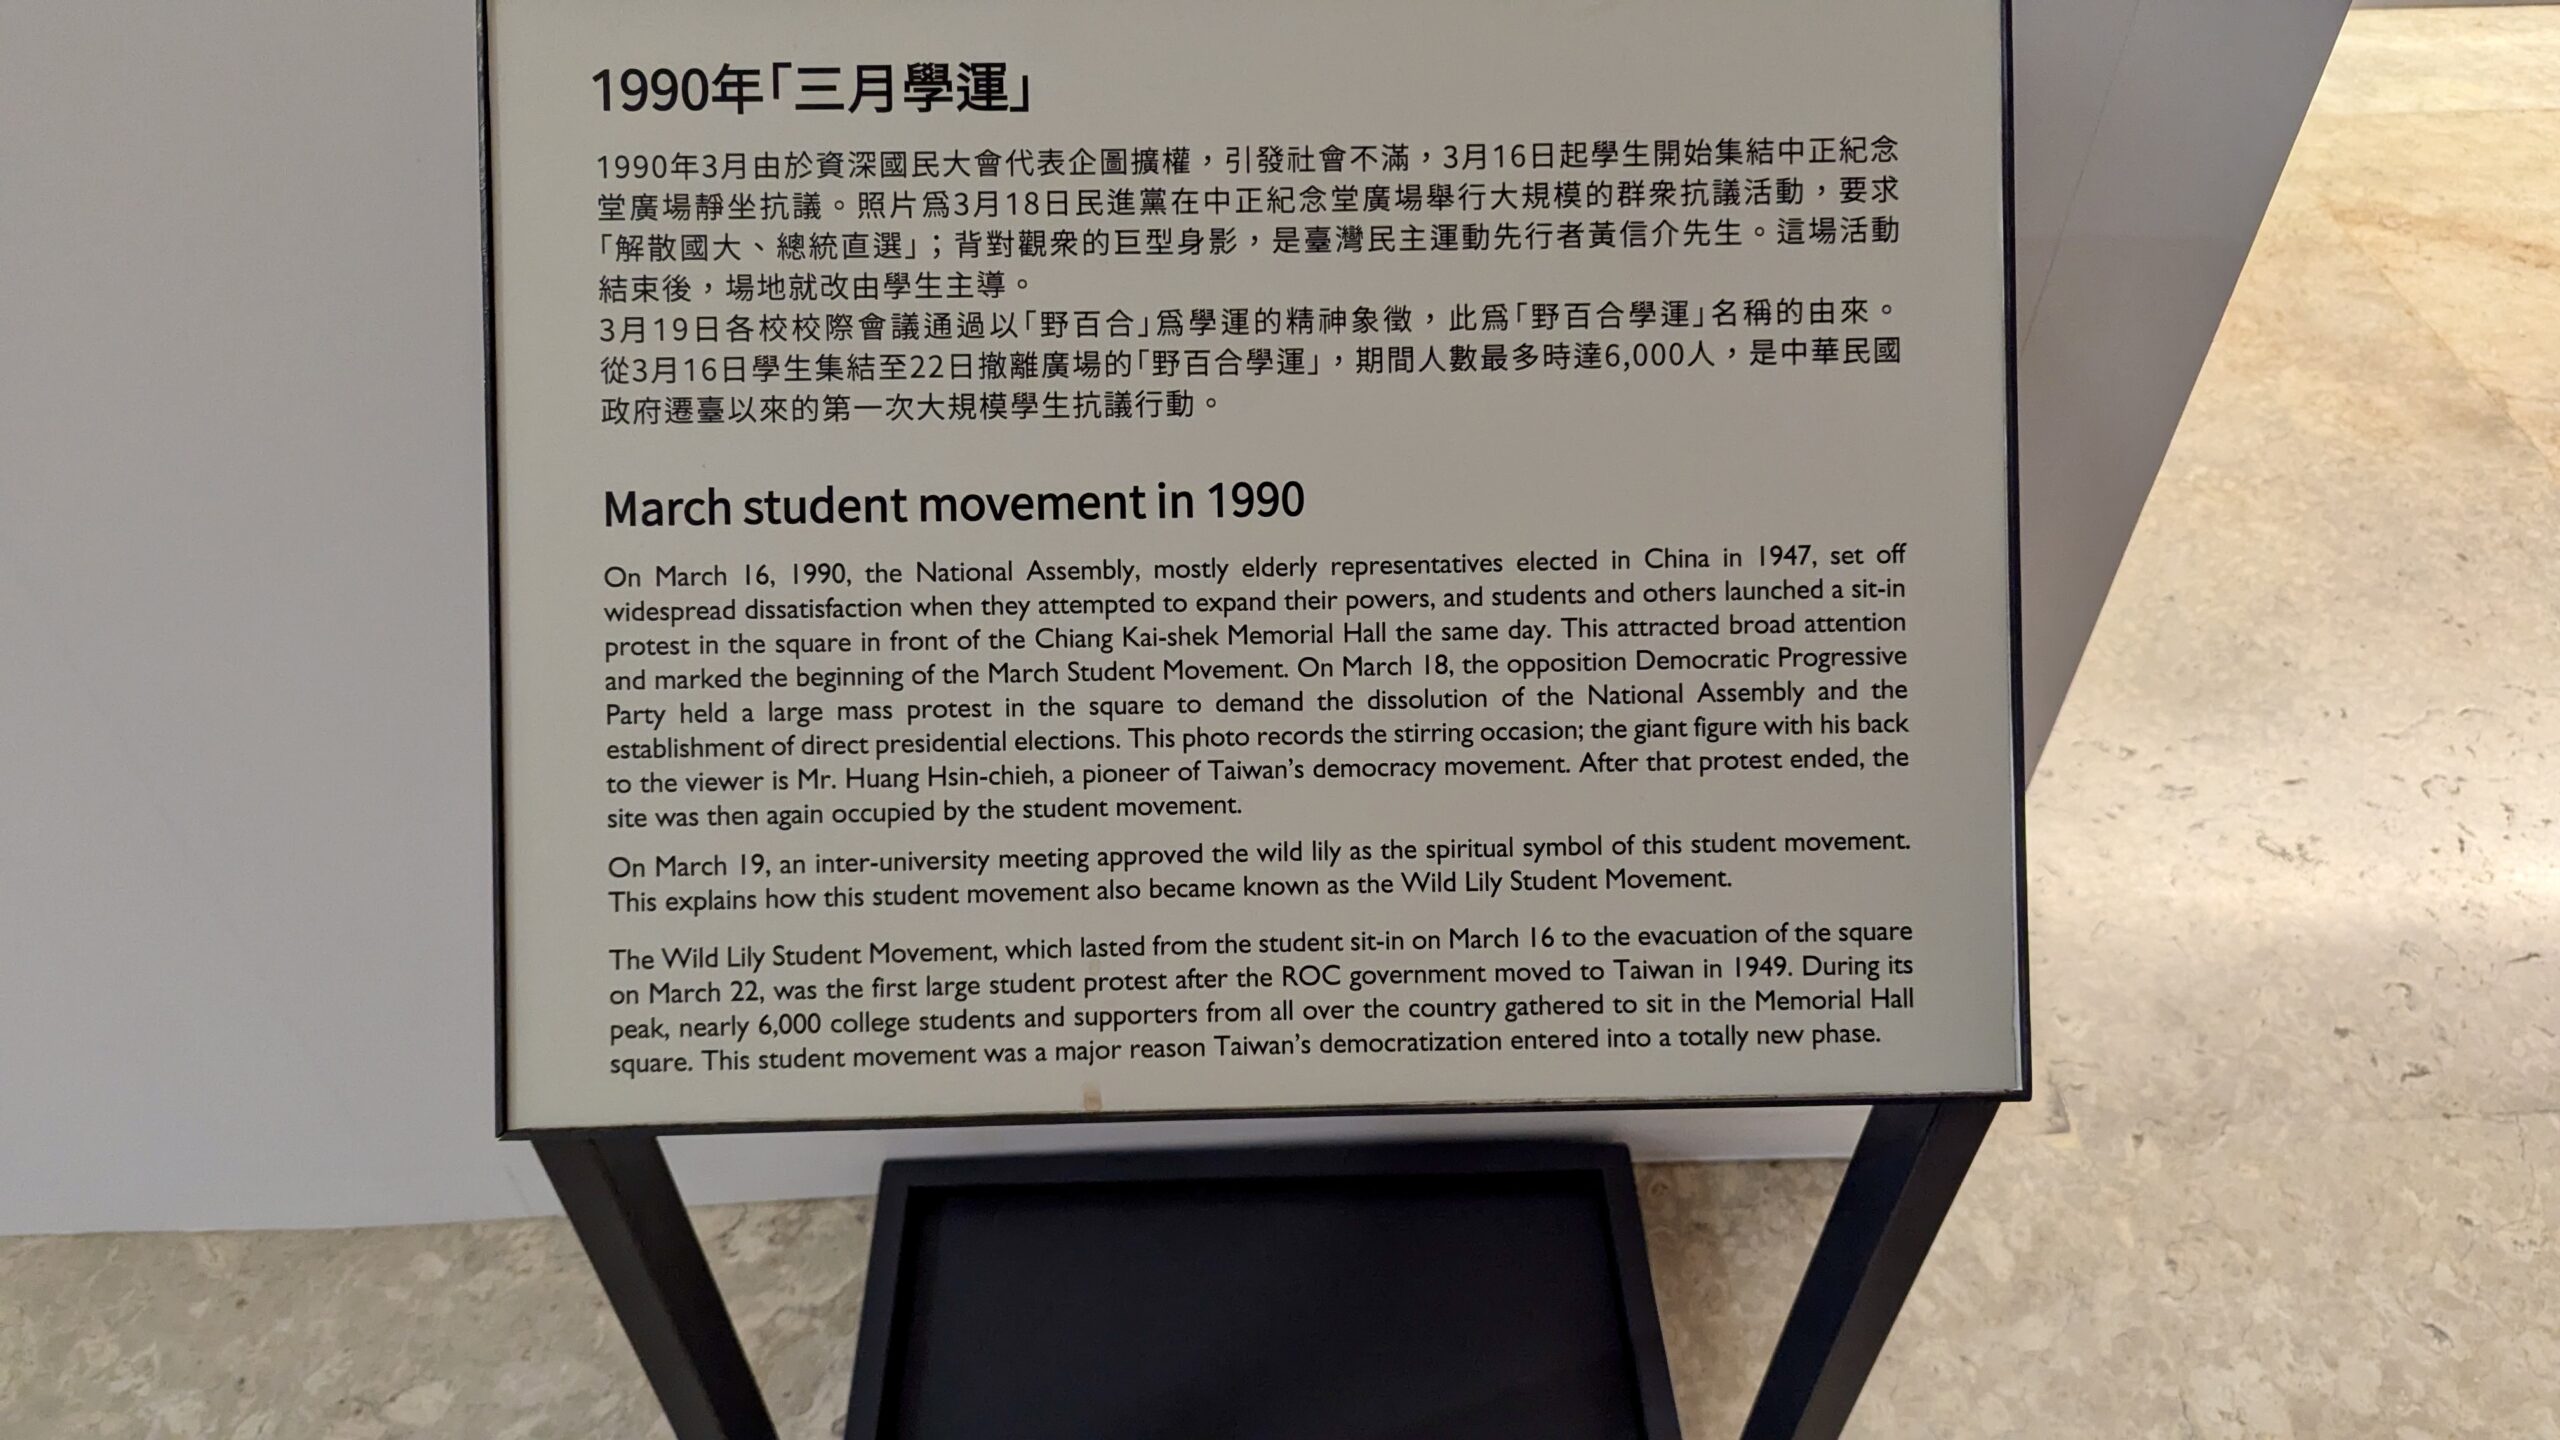 1990年「三月學運」
1990年3月由於資深國民大會代表企圖擴權，引發社會不滿，3月16日起學生開始集結中正紀念
堂廣場靜坐抗議。照片為3月18日民進黨在中正紀念堂廣場舉行大規模的群眾抗議活動，要求
「解散國大、總統直選」；背對觀眾的巨型身影，是臺灣民主運動先行者黃信介先生。這場活動
結束後，場地就改由學生主導。
3月19日各校校際會議通過以「野百合」為學運的精神象徵，此為「野百合學運」名稱的由來。
從3月16日學生集結至22日撤離廣場的「野百合學運」，期間人數最多時達6,000人，是中華民國
政府遷臺以來的第一次大規模學生抗議行動。
March student movement in 1990
On March 16, 1990, the National Assembly, mostly elderly representatives elected in China in 1947, set off
widespread dissatisfaction when they attempted to expand their powers, and students and others launched a sit-in
protest in the square in front of the Chiang Kai-shek Memorial Hall the same day. This attracted broad attention
and marked the beginning of the March Student Movement. On March 18, the opposition Democratic Progressive
Party held a large mass protest in the square to demand the dissolution of the National Assembly and the
establishment of direct presidential elections. This photo records the stirring occasion; the giant figure with his back
to the viewer is Mr. Huang Hsin-chieh, a pioneer of Taiwan's democracy movement. After that protest ended, the
site was then again occupied by the student movement.
On March 19, an inter-university meeting approved the wild lily as the spiritual symbol of this student movement.
This explains how this student movement also became known as the Wild Lily Student Movement.
The Wild Lily Student Movement, which lasted from the student sit-in on March 16 to the evacuation of the square
on March 22, was the first large student protest after the ROC government moved to Taiwan in 1949. During its
peak, nearly 6,000 college students and supporters from all over the country gathered to sit in the Memorial Hall
square. This student movement was a major reason Taiwan's democratization entered into a totally new phase.